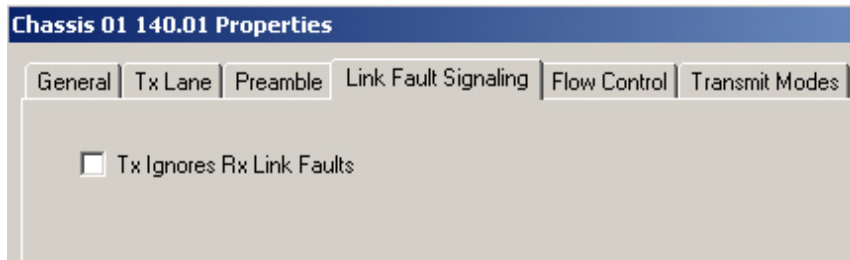 Chassis 01 140.01 Properties
General Tx Lane Preamble Link Fault Signaling Flow Control Transmit Modes
Tx Ignores Rx Link Faults